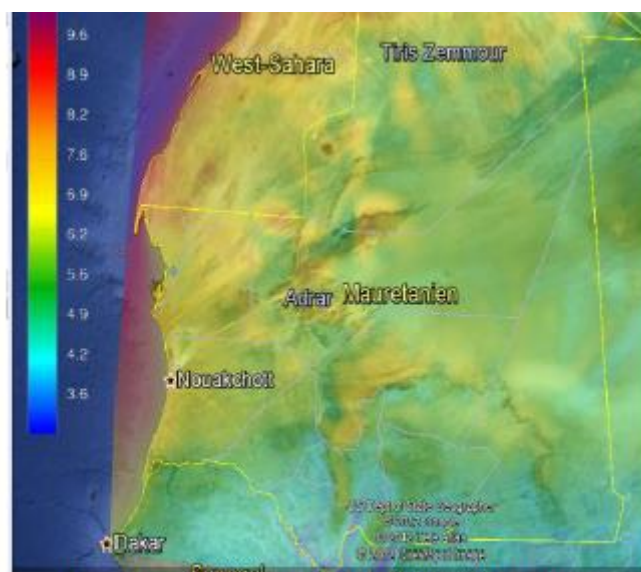 9.6
8.9
8.2
7.6
6.9
6.2
5.6
4.9
4.2
3.6
West-Sahara
Tiris Zemmour
Adrar
Mauretanien
Nouakchott
Dakar